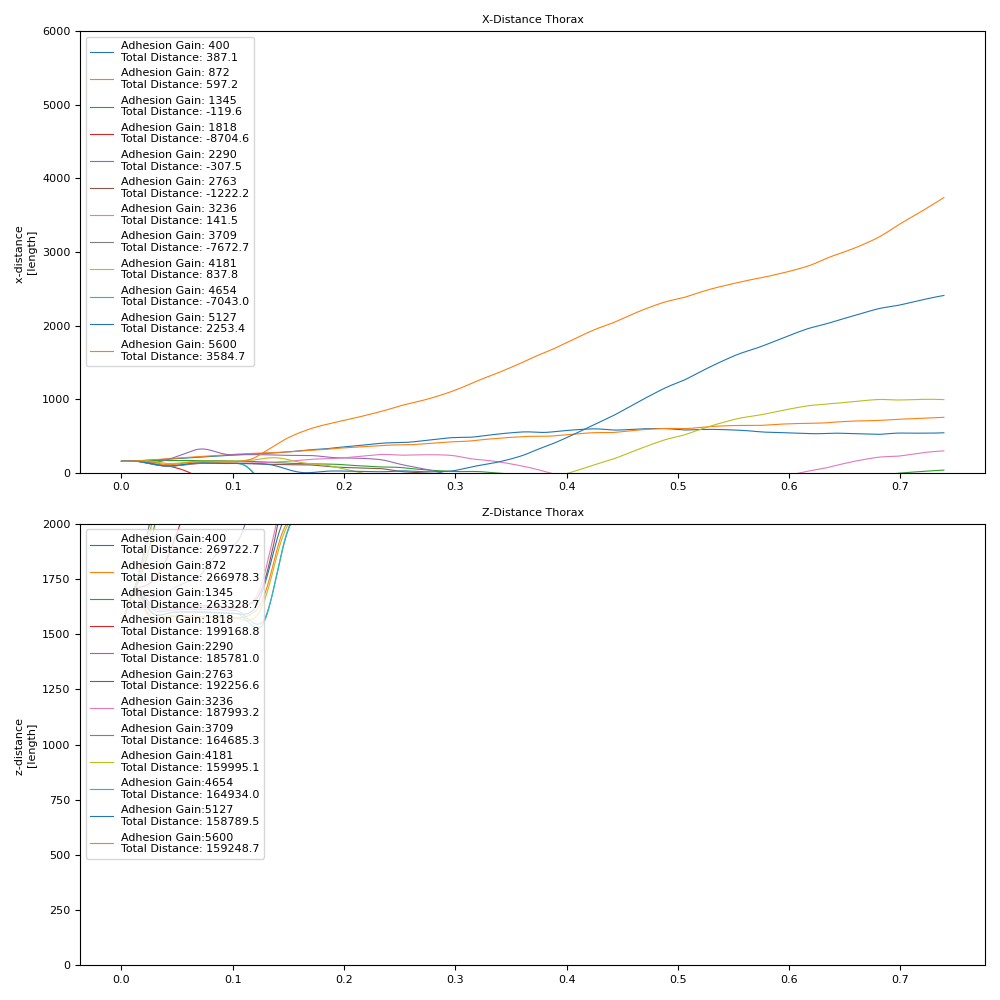 X-Distance Thorax
6000
5000
4000
3000
2000
1000
0
x-distance
[length]
Adhesion Gain: 400
Total Distance: 387.1
Adhesion Gain: 872
Total Distance: 597.2
Adhesion Gain: 1345
Total Distance: -119.6
Adhesion Gain: 1818
Total Distance: -8704.6
Adhesion Gain: 2290
Total Distance: -307.5
Adhesion Gain: 2763
Total Distance: -1222.2
Adhesion Gain: 3236
Total Distance: 141.5
Adhesion Gain: 3709
Total Distance: -7672.7
Adhesion Gain: 4181
Total Distance: 837.8
Adhesion Gain: 4654
Total Distance: -7043.0
Adhesion Gain: 5127
Total Distance: 2253.4
Adhesion Gain: 5600
Total Distance: 3584.7
0.0 0.1 0.2 0.3 0.4 0.5 0.6 0.7
Z-Distance Thorax
2000
1750
1500
1250
1000
750
500
250
0
z-distance
[length]
Adhesion Gain:400
Total Distance: 269722.7
Adhesion Gain:872
Total Distance: 266978.3
Adhesion Gain:1345
Total Distance: 263328.7
Adhesion Gain:1818
Total Distance: 199168.8
Adhesion Gain:2290
Total Distance: 185781.0
Adhesion Gain:2763
Total Distance: 192256.6
Adhesion Gain:3236
Total Distance: 187993.2
Adhesion Gain:3709
Total Distance: 164685.3
Adhesion Gain:4181
Total Distance: 159995.1
Adhesion Gain:4654
Total Distance: 164934.0
Adhesion Gain:5127
Total Distance: 158789.5
Adhesion Gain:5600
Total Distance: 159248.7
0.0 0.1 0.2 0.3 0.4 0.5 0.6 0.7